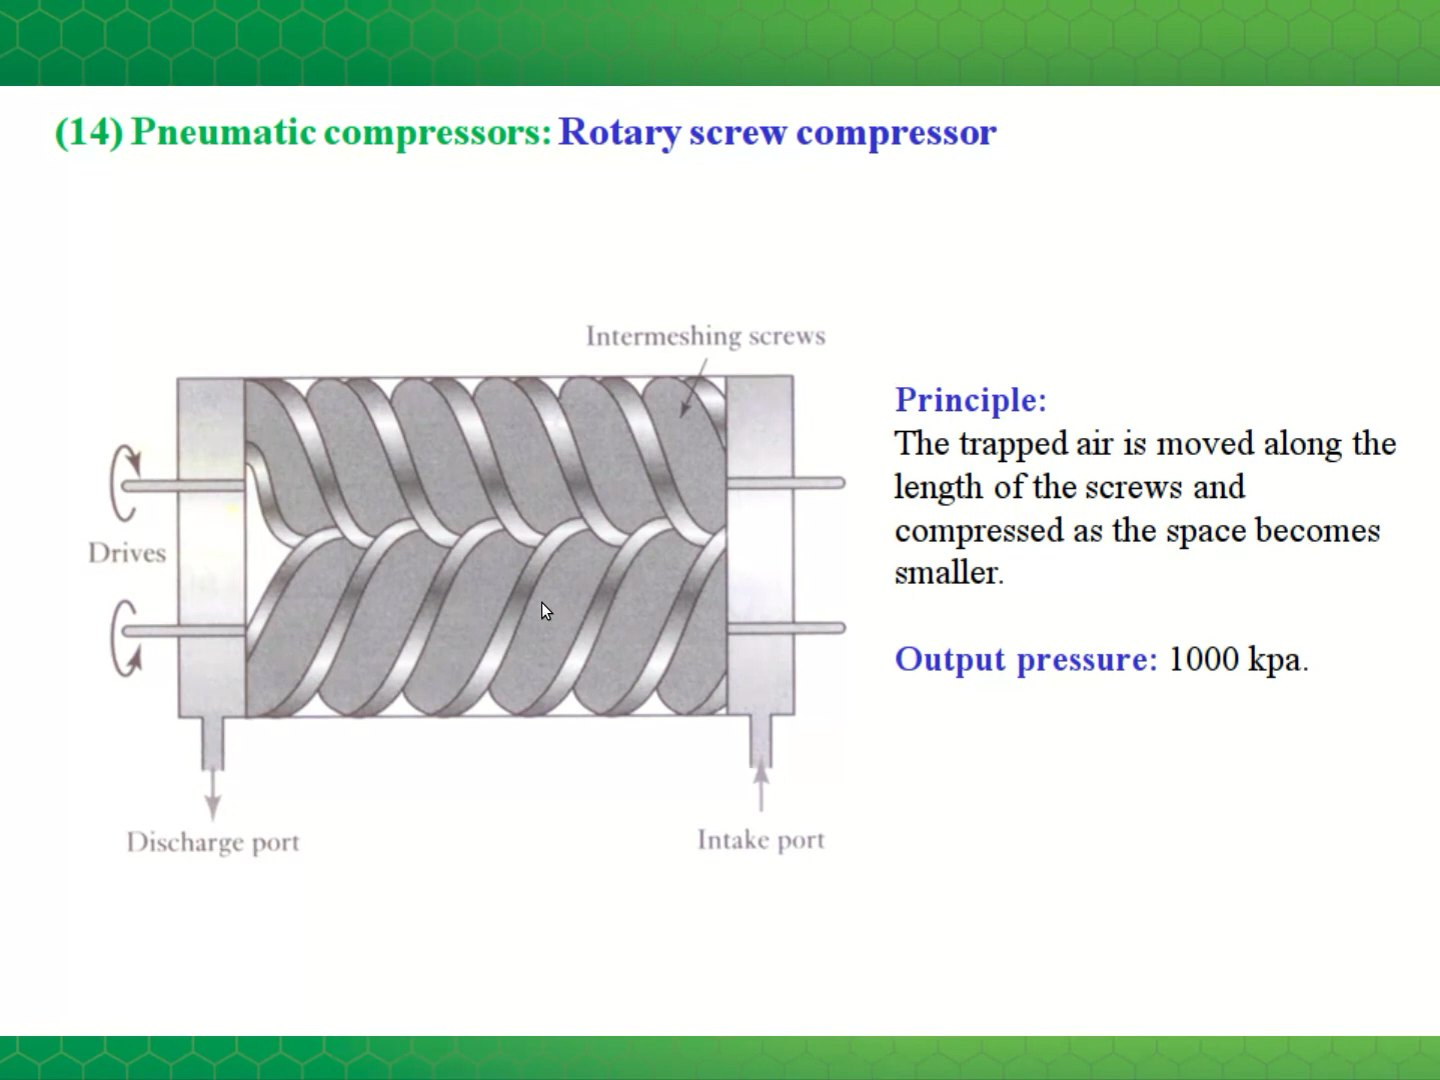 (14) Pneumatic compressors: Rotary screw compressor
Intermeshing screws
Drives
Discharge port
Intake port
Principle:
The trapped air is moved along the
length of the screws and
compressed as the space becomes
smaller.
Output pressure: 1000 kpa.